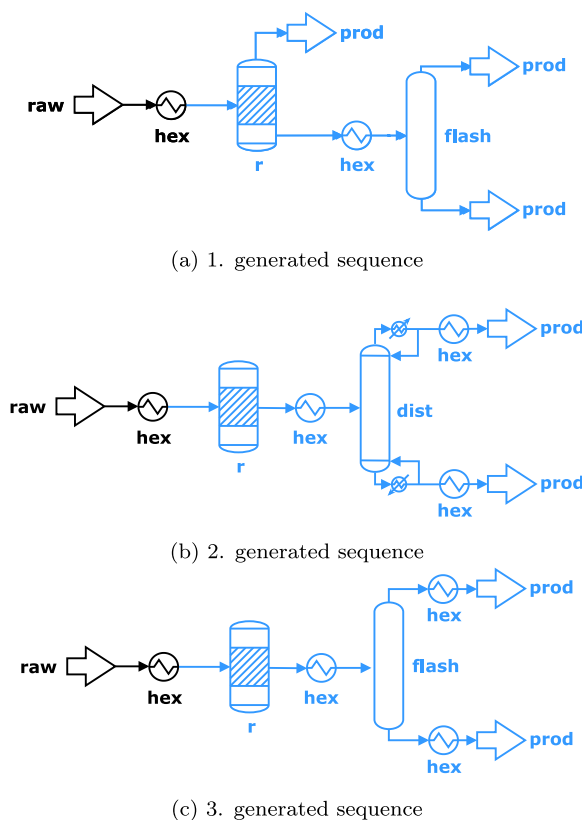 prod
prod
raw
hex
flash
r
hex
prod
(a) 1. generated sequence
prod
hex
raw
dist
hex
hex
r
prod
hex
(b) 2. generated sequence
prod
hex
raw
flash
hex
hex
r
prod
hex
(c) 3. generated sequence